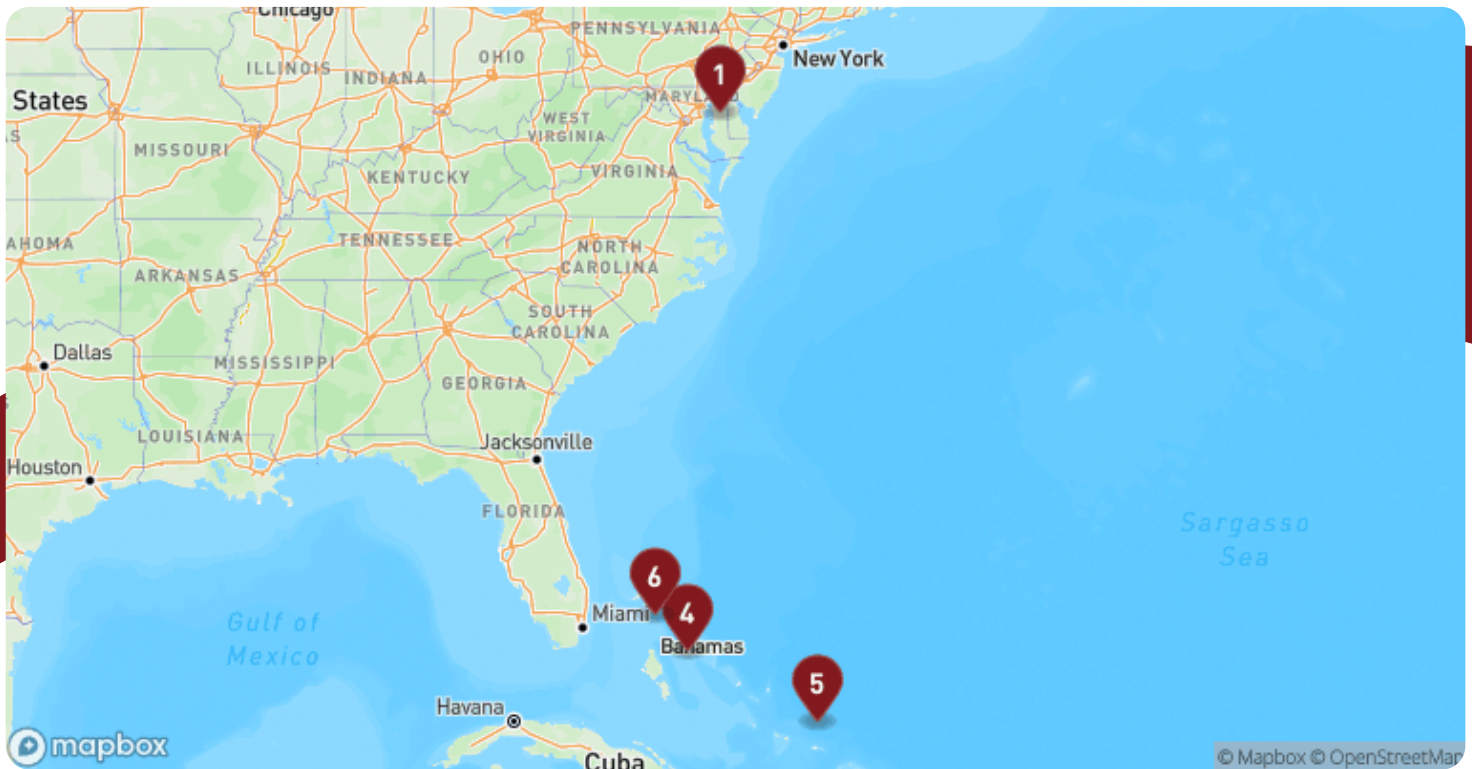 Chicago
PENNSYLVANIA
New York
OHIO
ILLINOIS
INDIANA
1
States
MARYLAND
WEST
VIRGINIA
MISSOURI
KENTUCKY
VIRGINIA
AHOMA
TENNESSEE
NORTH
CAROLINA
ARKANSAS
SOUTH
CAROLINA
Dallas
MISSISSIPPI
GEORGIA
LOUISIANA
Jacksonville
Houston
FLORIDA
Sargasso
Sea
6
4
Miami
Gulf of
Mexico
Bahamas
5
Havana
mapbox
Cuba
© Mapbox © OpenStreetMap